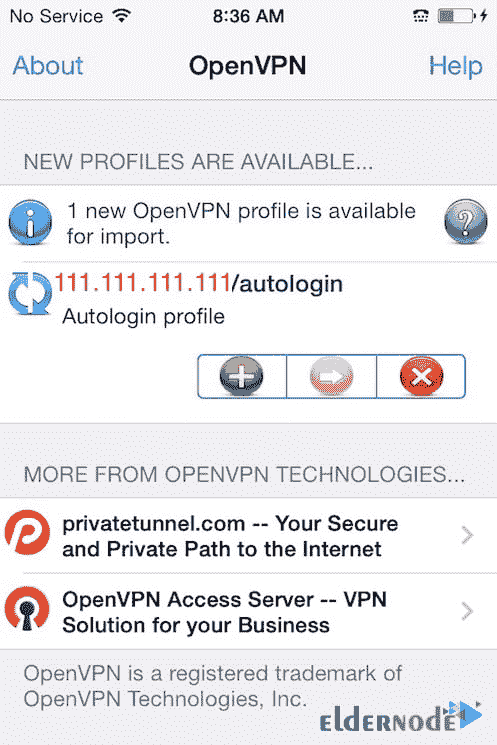 No Service 8:36 AM
About OpenVPN Help
NEW PROFILES ARE AVAILABLE...
1 new OpenVPN profile is available
for import.
111.111.111.111/autologin
Autologin profile
MORE FROM OPENVPN TECHNOLOGIES...
privatetunnel.com -- Your Secure
and Private Path to the Internet
OpenVPN Access Server -- VPN
Solution for your Business
OpenVPN is a registered trademark of
OpenVPN Technologies, Inc.
ELDERNODE